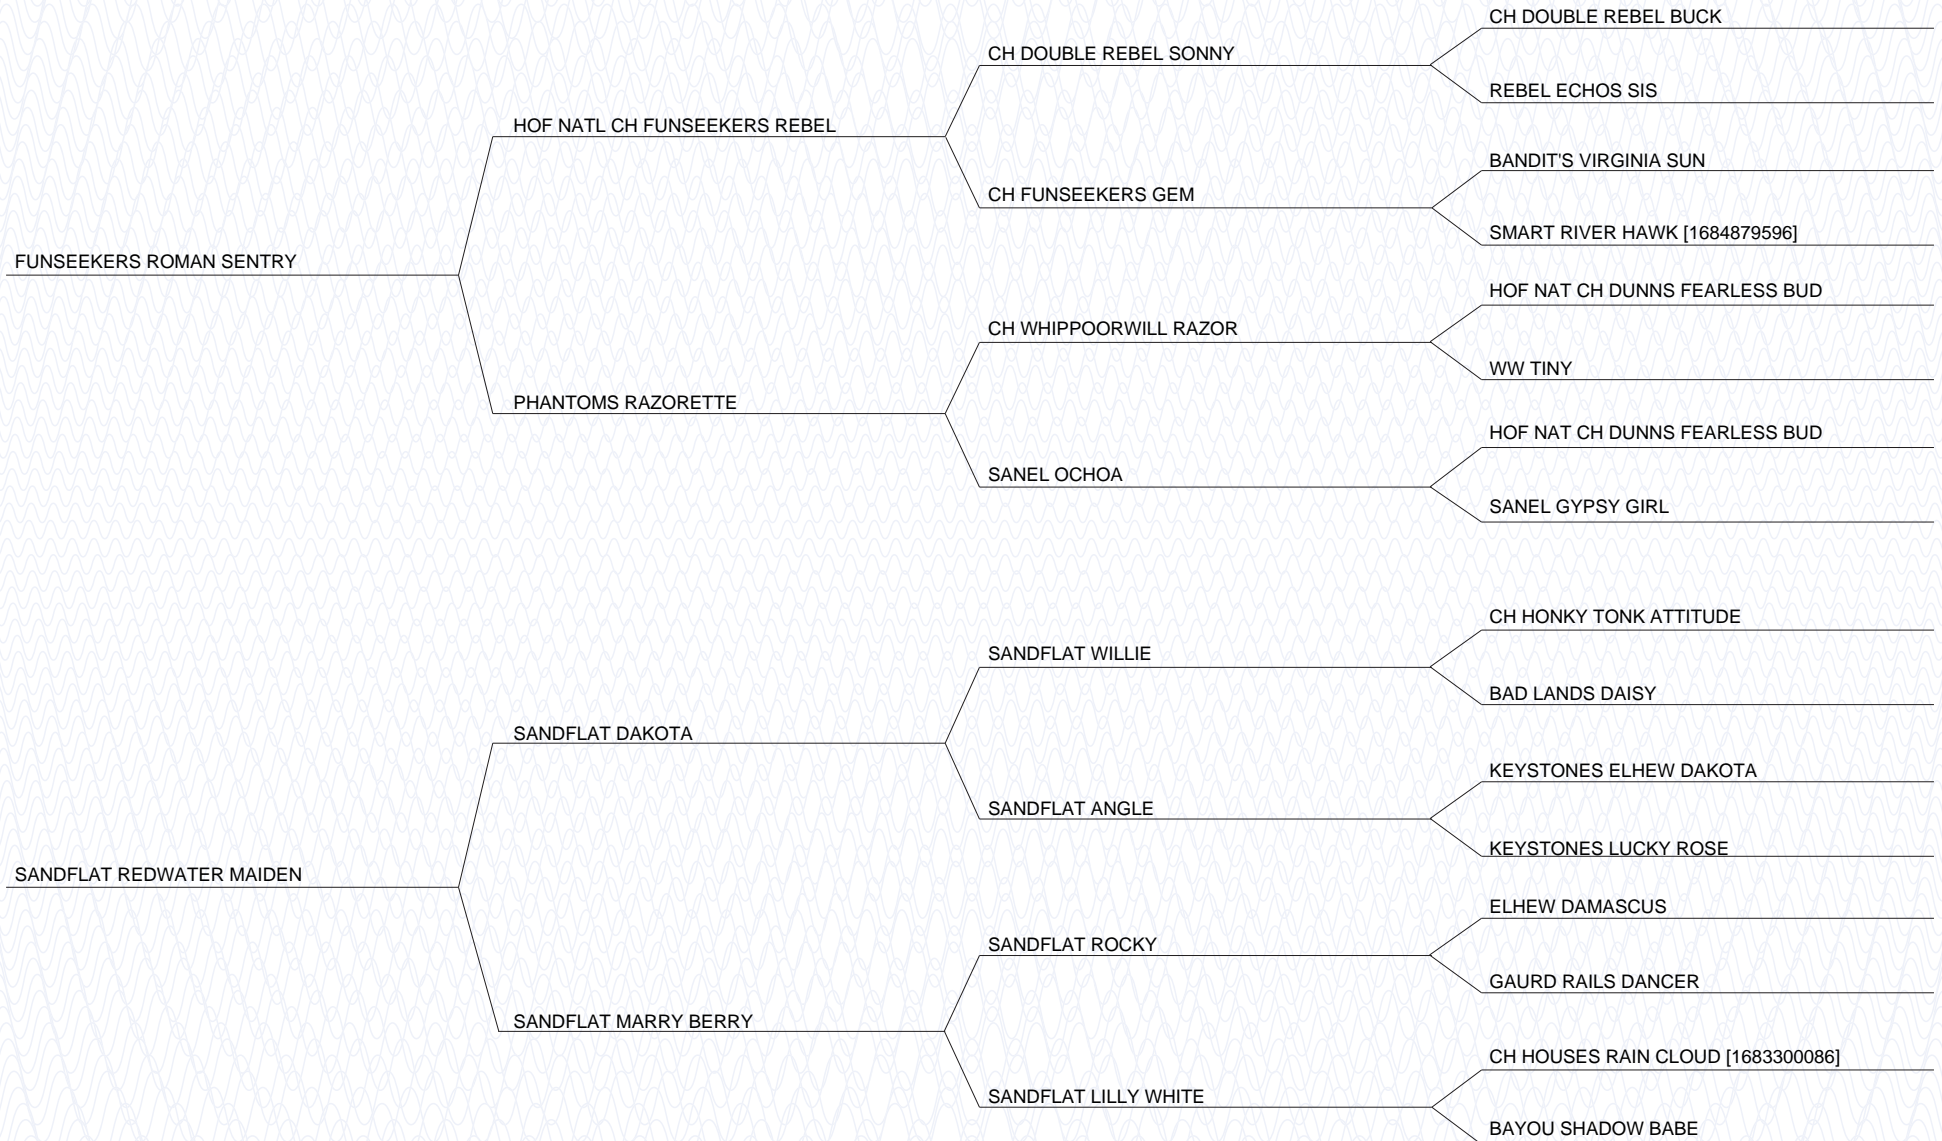 FUNSEEKERS ROMAN SENTRY
HOF NATL CH FUNSEEKERS REBEL
CH DOUBLE REBEL SONNY
CH DOUBLE REBEL BUCK
REBEL ECHOS SIS
CH FUNSEEKERS GEM
BANDIT'S VIRGINIA SUN
SMART RIVER HAWK [1684879596]
PHANTOMS RAZORETTE
CH WHIPPOORWILL RAZOR
HOF NAT CH DUNNS FEARLESS BUD
WW TINY
SANEL OCHOA
HOF NAT CH DUNNS FEARLESS BUD
SANEL GYPSY GIRL
SANDFLAT REDWATER MAIDEN
SANDFLAT DAKOTA
SANDFLAT WILLIE
CH HONKY TONK ATTITUDE
BAD LANDS DAISY
SANDFLAT ANGLE
KEYSTONES ELHEW DAKOTA
KEYSTONES LUCKY ROSE
SANDFLAT MARRY BERRY
SANDFLAT ROCKY
ELHEW DAMASCUS
GAURD RAILS DANCER
SANDFLAT LILLY WHITE
CH HOUSES RAIN CLOUD [1683300086]
BAYOU SHADOW BABE